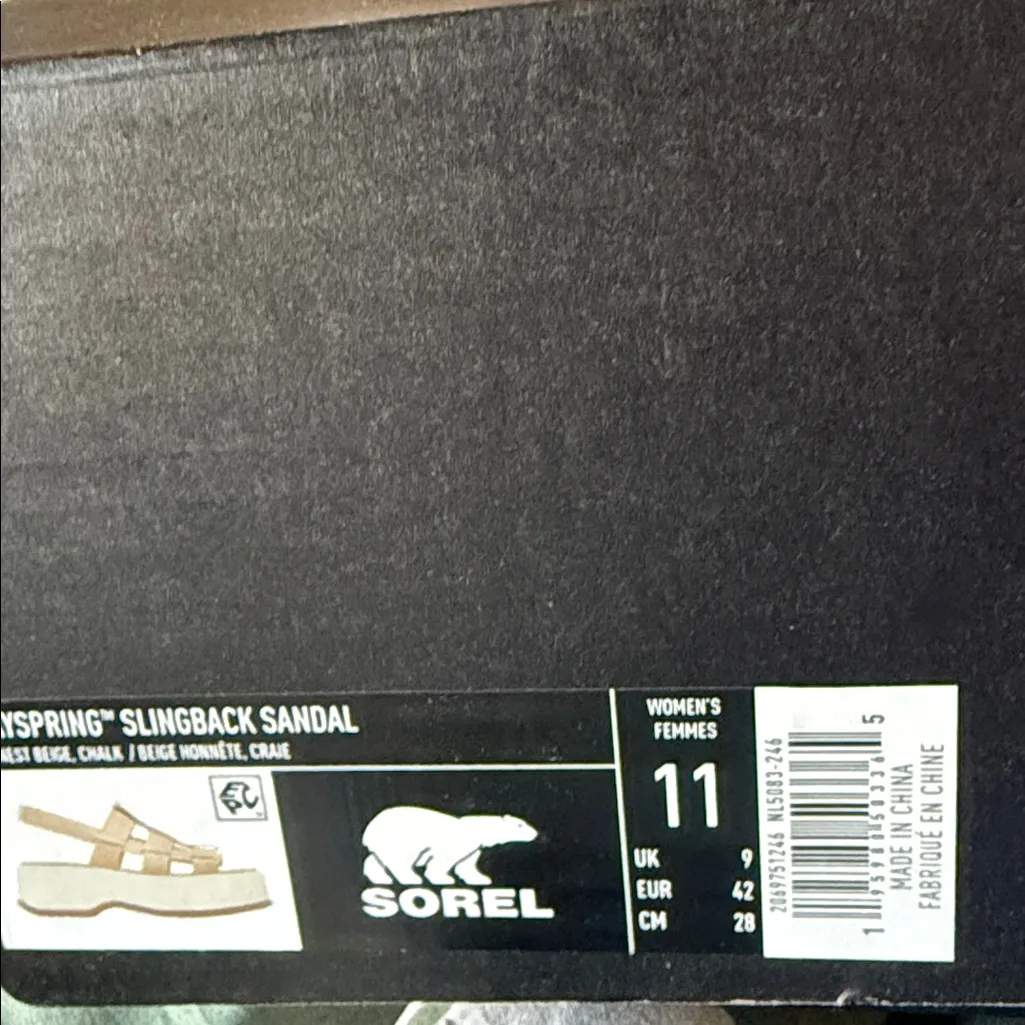 YSPRING™ SLINGBACK SANDAL
NEST BEIGE, CHALK / BEIGE HONNÊTE, CRAIE
SOREL
WOMEN'S
FEMMES
11
UK 9
EUR 42
CM 28
2069751246 NL5083-246
MADE IN CHINA
FABRIQUÉ EN CHINE